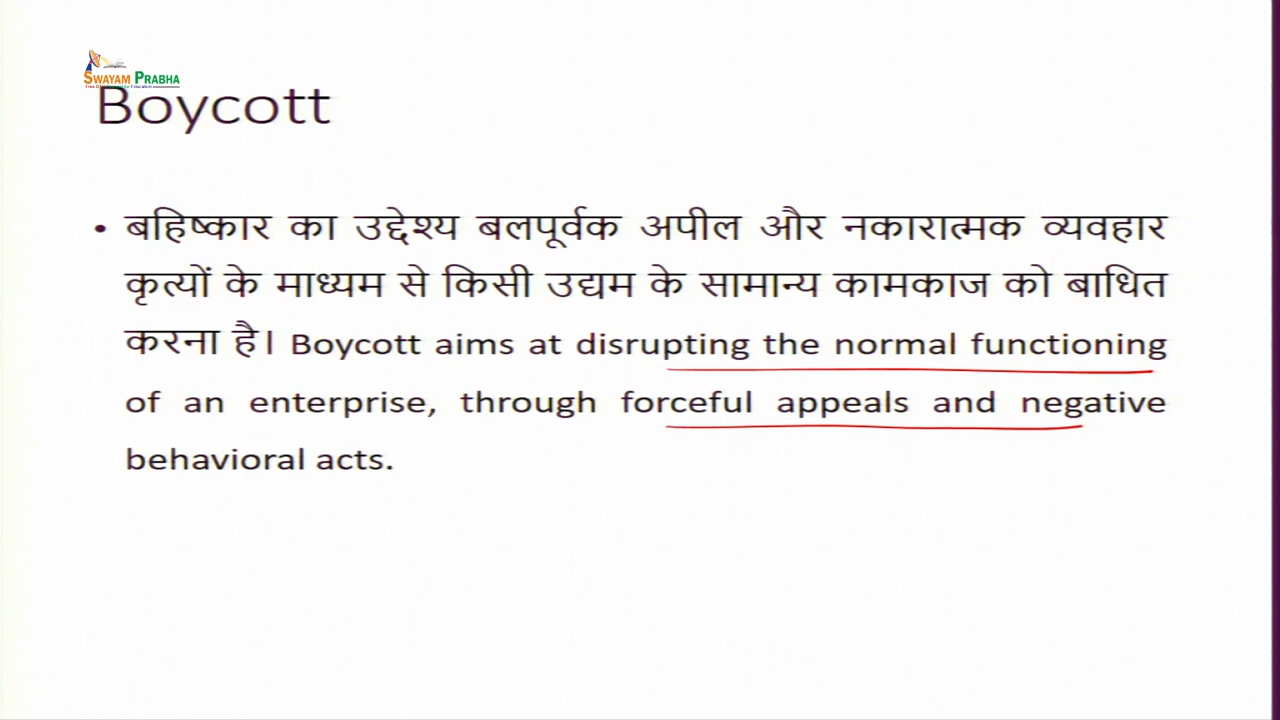 SWAYAM PRABHA
Boycott
• बहिष्कार का उद्देश्य बलपूर्वक अपील और नकारात्मक व्यवहार
कृत्यों के माध्यम से किसी उद्यम के सामान्य कामकाज को बाधित
करना है। Boycott aims at disrupting the normal functioning
of an enterprise, through forceful appeals and negative
behavioral acts.